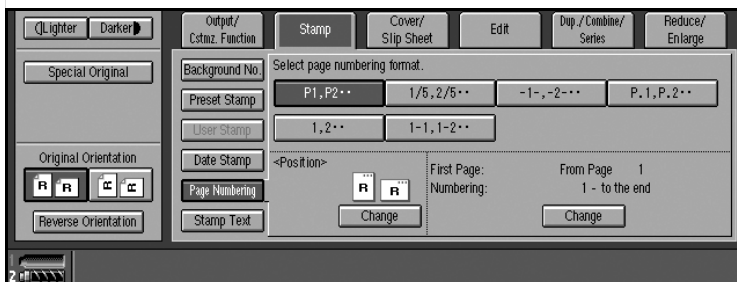 Lighter Darker
Output/ Cstmz. Function
Stamp
Cover/ Slip Sheet
Edit
Dup./Combine/ Series
Reduce/ Enlarge
Special Original
Background No.
Preset Stamp
User Stamp
Date Stamp
Page Numbering
Stamp Text
Select page numbering format.
P1,P2··
1/5,2/5··
-1-,-2-··
P.1,P.2··
1,2··
1-1,1-2··
Original Orientation
R R R R
Reverse Orientation
<Position>
R R
Change
First Page: From Page 1
Numbering: 1 - to the end
Change
1
2